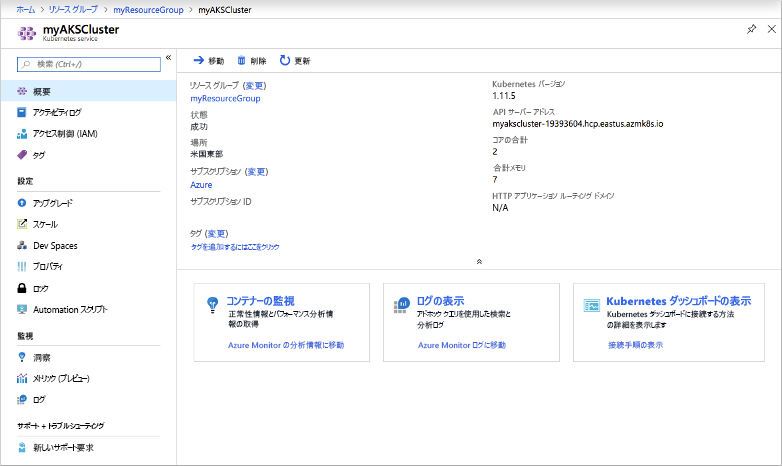 ホーム > リソース グループ > myResourceGroup > myAKSCluster
myAKSCluster
Kubernetes service
検索 (Ctrl+/)
概要
アクティビティログ
アクセス制御 (IAM)
タグ
設定
アップグレード
スケール
Dev Spaces
プロパティ
ロック
Automation スクリプト
監視
洞察
メトリック (プレビュー)
ログ
サポート + トラブルシューティング
新しいサポート要求
移動 削除 更新
リソース グループ (変更)
myResourceGroup
状態
成功
場所
米国東部
サブスクリプション (変更)
Azure
サブスクリプション ID
タグ (変更)
タグを追加するにはここをクリック
Kubernetes バージョン
1.11.5
API サーバー アドレス
myakscluster-19393604.hcp.eastus.azmk8s.io
コアの合計
2
合計メモリ
7
HTTP アプリケーション ルーティング ドメイン
N/A
コンテナーの監視
正常性情報とパフォーマンス分析情
報の取得
Azure Monitor の分析情報に移動
ログの表示
アドホック クエリを使用した検索と
分析ログ
Azure Monitor ログに移動
Kubernetes ダッシュボードの表示
Kubernetes ダッシュボードに接続する方法
の詳細を表示します
接続手順の表示